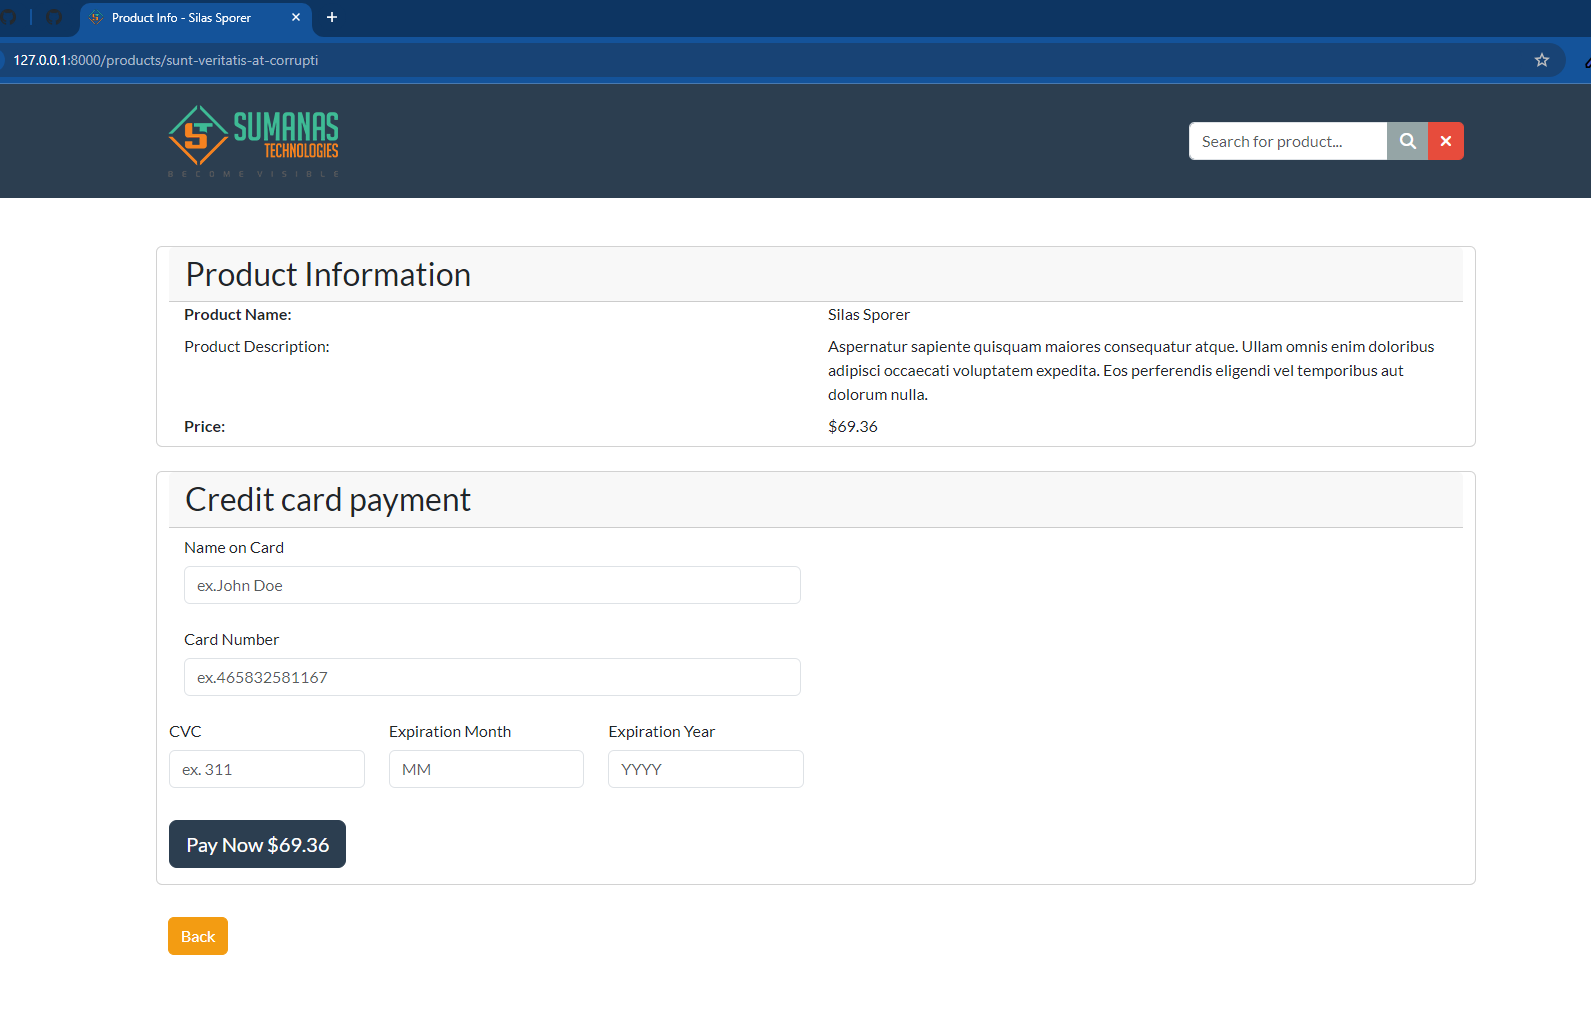 Product Info - Silas Sporer
127.0.0.1:8000/products/sunt-veritatis-at-corrupti
SUMANAS
TECHNOLOGIES
BECOME VISIBLE
Search for product...
Product Information
Product Name:
Silas Sporer
Product Description:
Aspernatur sapiente quisquam maiores consequatur atque. Ullam omnis enim doloribus
adipisci occaecati voluptatem expedita. Eos perferendis eligendi vel temporibus aut
dolorum nulla.
Price:
$69.36
Credit card payment
Name on Card
ex.John Doe
Card Number
ex.465832581167
CVC Expiration Month Expiration Year
ex. 311 MM YYYY
Pay Now $69.36
Back